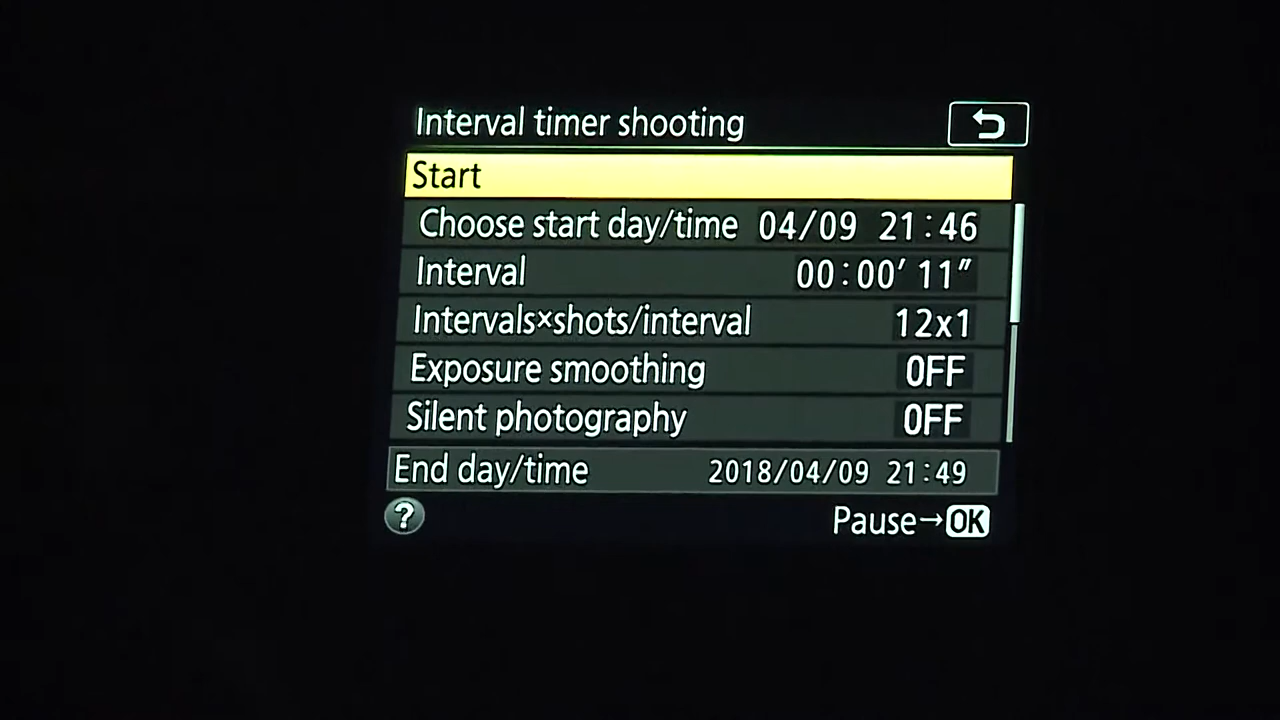 Interval timer shooting
Start
Choose start day/time 04/09 21:46
Interval 00:00′ 11″
Intervals×shots/interval 12x1
Exposure smoothing OFF
Silent photography OFF
End day/time 2018/04/09 21:49
? Pause→OK